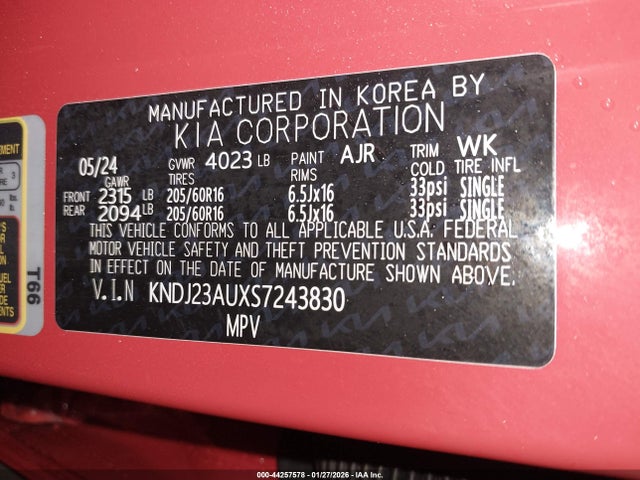 MANUFACTURED IN KOREA BY
KIA CORPORATION
05/24 GVWR 4023 LB PAINT AJR TRIM WK
GAWR TIRES RIMS COLD TIRE INFL
FRONT 2315 LB 205/60R16 6.5Jx16 33psi SINGLE
REAR 2094 LB 205/60R16 6.5Jx16 33psi SINGLE
THIS VEHICLE CONFORMS TO ALL APPLICABLE U.S.A. FEDERAL
MOTOR VEHICLE SAFETY AND THEFT PREVENTION STANDARDS
IN EFFECT ON THE DATE OF MANUFACTURE SHOWN ABOVE.
V.I.N KNDJ23AUXS7243830
MPV
T66
000-44257578 - 01/27/2026 - IAA Inc.